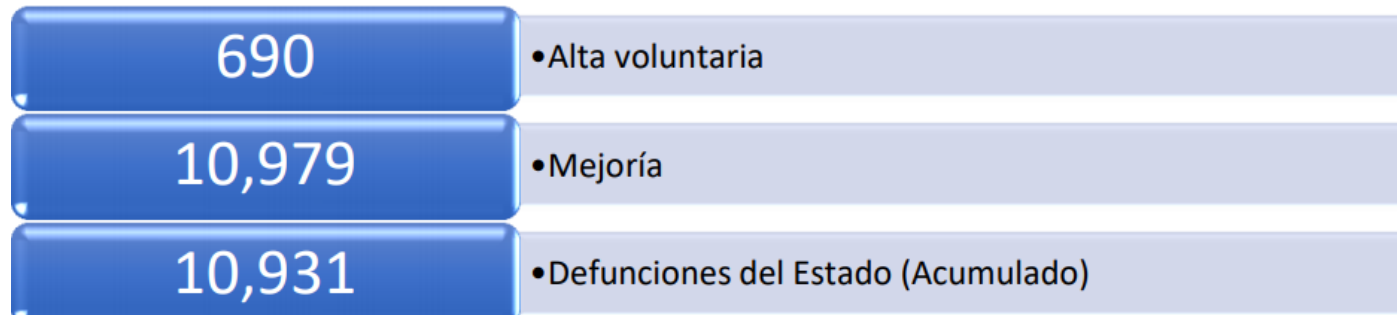 690
•Alta voluntaria
10,979
•Mejoría
10,931
•Defunciones del Estado (Acumulado)